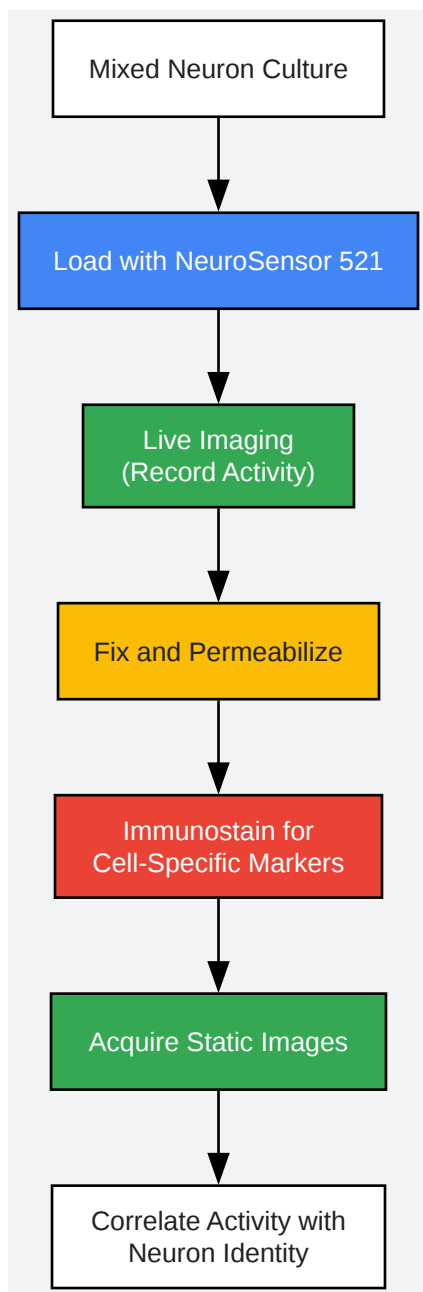 Mixed Neuron Culture
Load with NeuroSensor 521
Live Imaging
(Record Activity)
Fix and Permeabilize
Immunostain for
Cell-Specific Markers
Acquire Static Images
Correlate Activity with
Neuron Identity